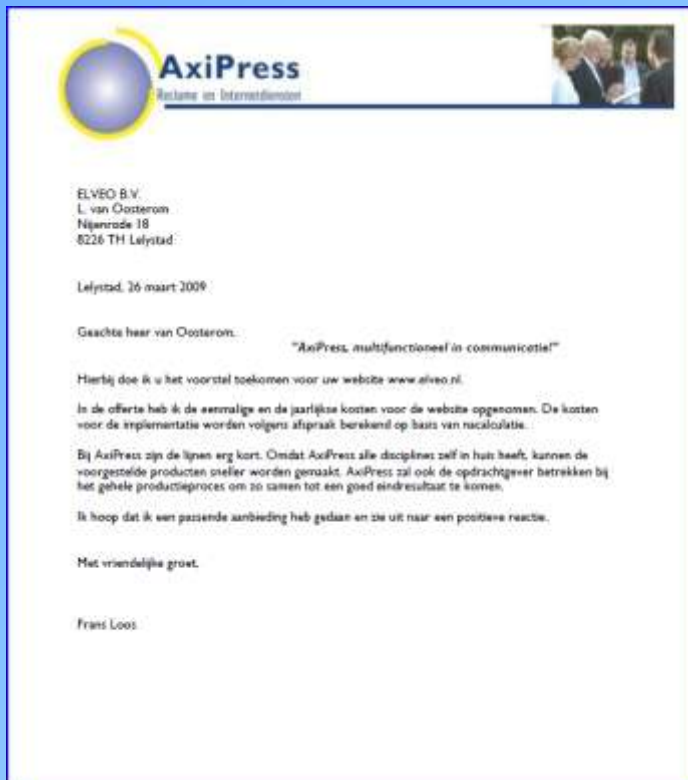 AxiPress
Reclame en Internetdiensten
ELVEO B.V.
L. van Oosterom
Nijenrode 18
8226 TH Lelystad
Lelystad, 26 maart 2009
Geachte heer van Oosterom,
"AxiPress, multifunctioneel in communicatie!"
Hierbij doe ik u het voorstel toekomen voor uw website www.elveo.nl.
In de offerte heb ik de eenmalige en de jaarlijkse kosten voor de website opgenomen. De kosten
voor de implementatie worden volgens afspraak berekend op basis van nacalculatie.
Bij AxiPress zijn de lijnen erg kort. Omdat AxiPress alle disciplines zelf in huis heeft, kunnen de
voorgestelde producten sneller worden gemaakt. AxiPress zal ook de opdrachtgever betrekken bij
het gehele productieproces om zo samen tot een goed eindresultaat te komen.
Ik hoop dat ik een passende aanbieding heb gedaan en zie uit naar een positieve reactie.
Met vriendelijke groet,
Frans Loos